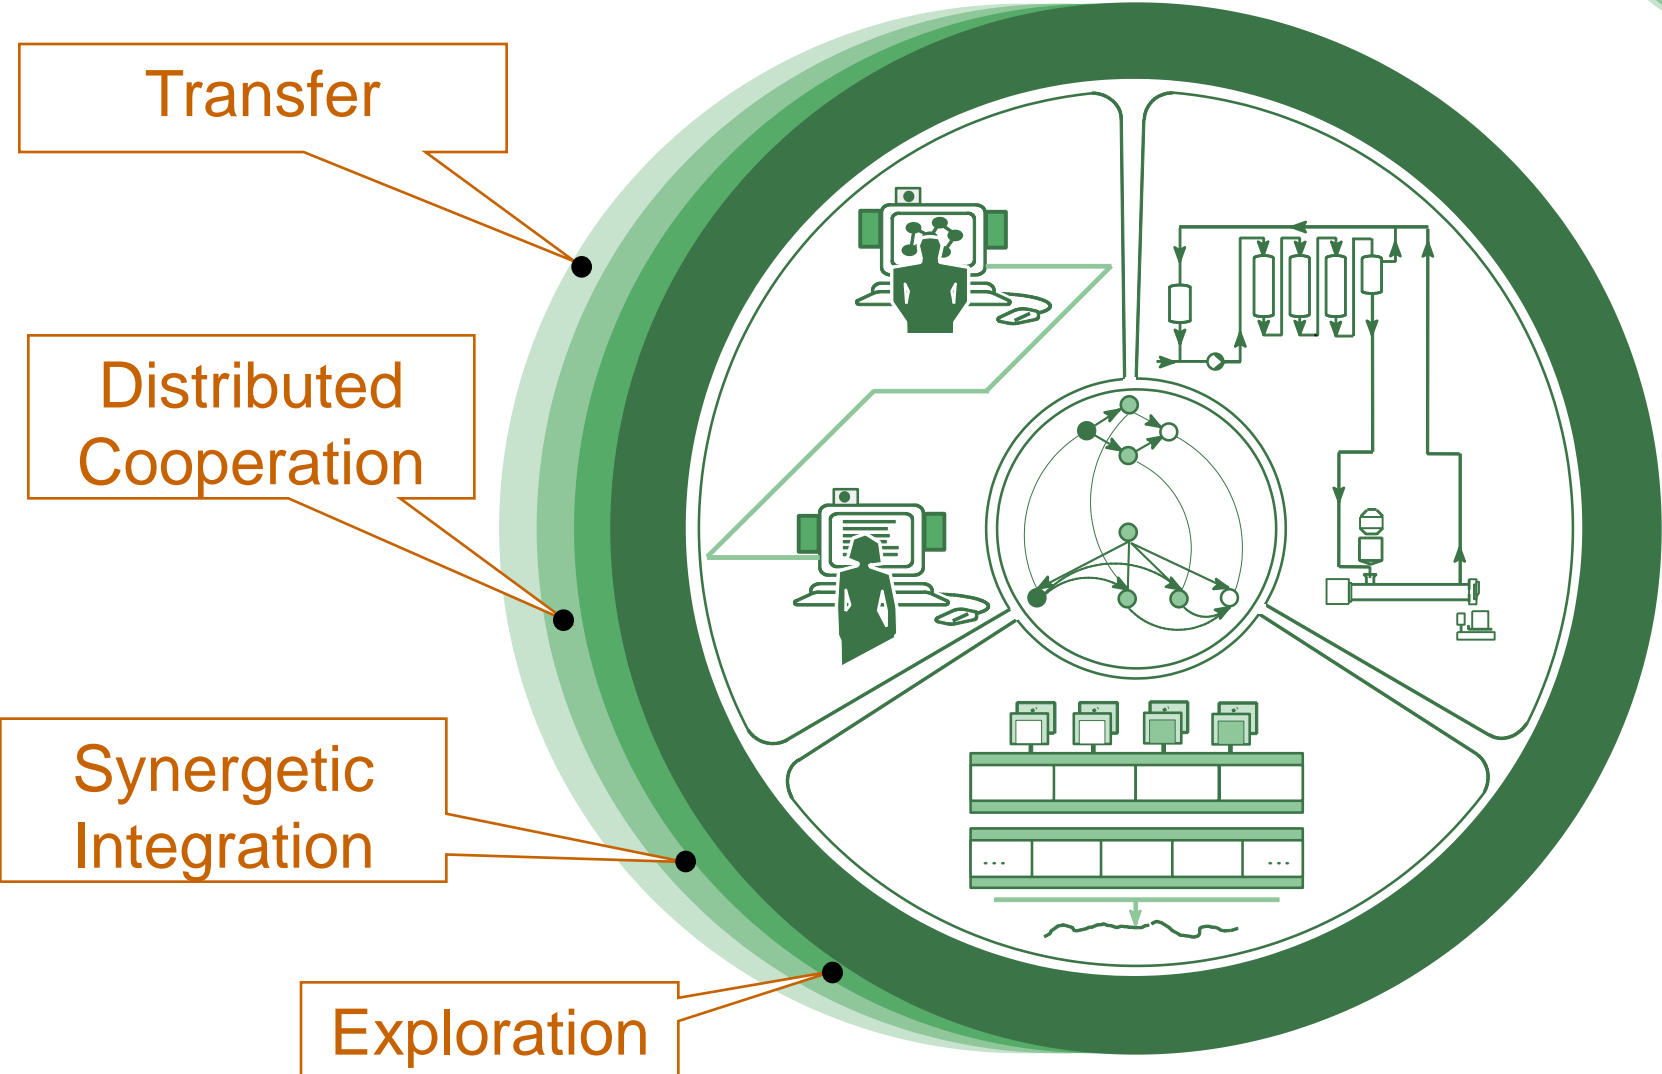 Transfer
Distributed
Cooperation
Synergetic
Integration
Exploration
...
...